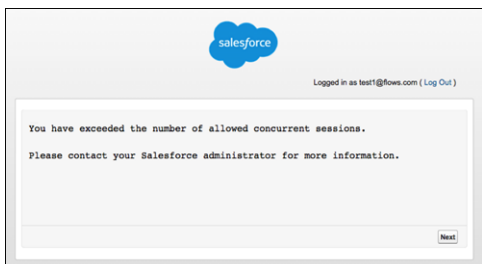 salesforce
Logged in as test1@flows.com ( Log Out )
You have exceeded the number of allowed concurrent sessions.
Please contact your Salesforce administrator for more information.
Next